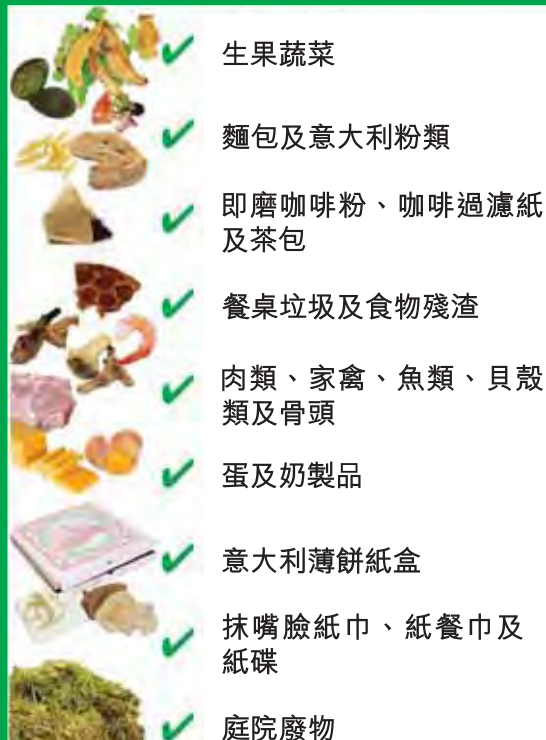 生果蔬菜
麵包及意大利粉類
即磨咖啡粉、咖啡過濾紙
及茶包
餐桌垃圾及食物殘渣
肉類、家禽、魚類、貝殼
類及骨頭
蛋及奶製品
意大利薄餅紙盒
抹嘴臉紙巾、紙餐巾及
紙碟
庭院廢物